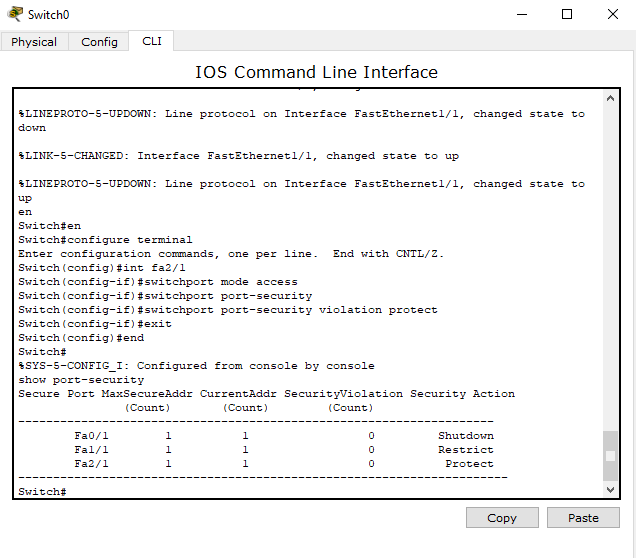 Switch0
Physical Config CLI
IOS Command Line Interface
%LINEPROTO-5-UPDOWN: Line protocol on Interface FastEthernet1/1, changed state to
down
%LINK-5-CHANGED: Interface FastEthernet1/1, changed state to up
%LINEPROTO-5-UPDOWN: Line protocol on Interface FastEthernet1/1, changed state to
up
en
Switch#en
Switch#configure terminal
Enter configuration commands, one per line.  End with CNTL/Z.
Switch(config)#int fa2/1
Switch(config-if)#switchport mode access
Switch(config-if)#switchport port-security
Switch(config-if)#switchport port-security violation protect
Switch(config-if)#exit
Switch(config)#end
Switch#
%SYS-5-CONFIG_I: Configured from console by console
show port-security
Secure Port MaxSecureAddr CurrentAddr SecurityViolation Security Action
               (Count)       (Count)        (Count)
--------------------------------------------------------------------
        Fa0/1        1          1                 0         Shutdown
        Fa1/1        1          1                 0         Restrict
        Fa2/1        1          1                 0          Protect
----------------------------------------------------------------------
Switch#
Copy Paste